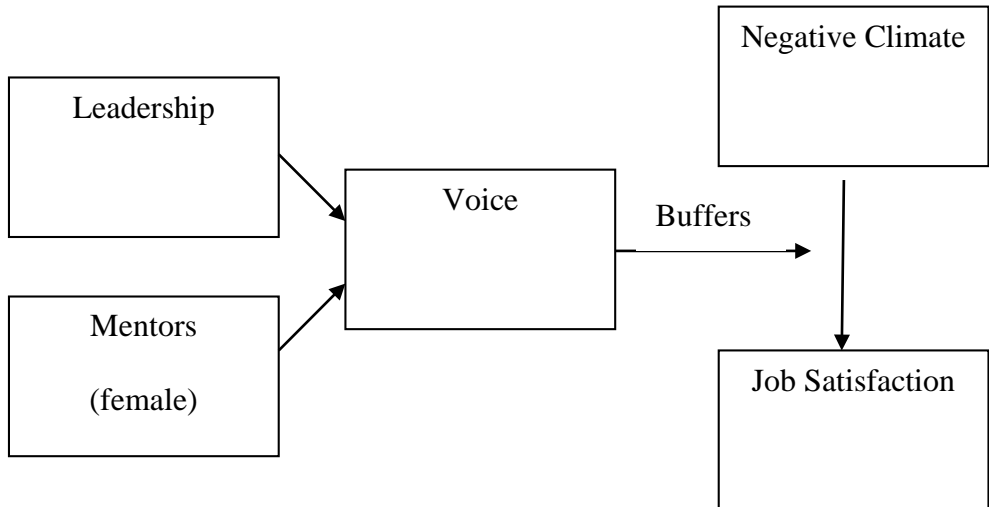 Negative Climate
Leadership
Voice
Buffers
Mentors
(female)
Job Satisfaction